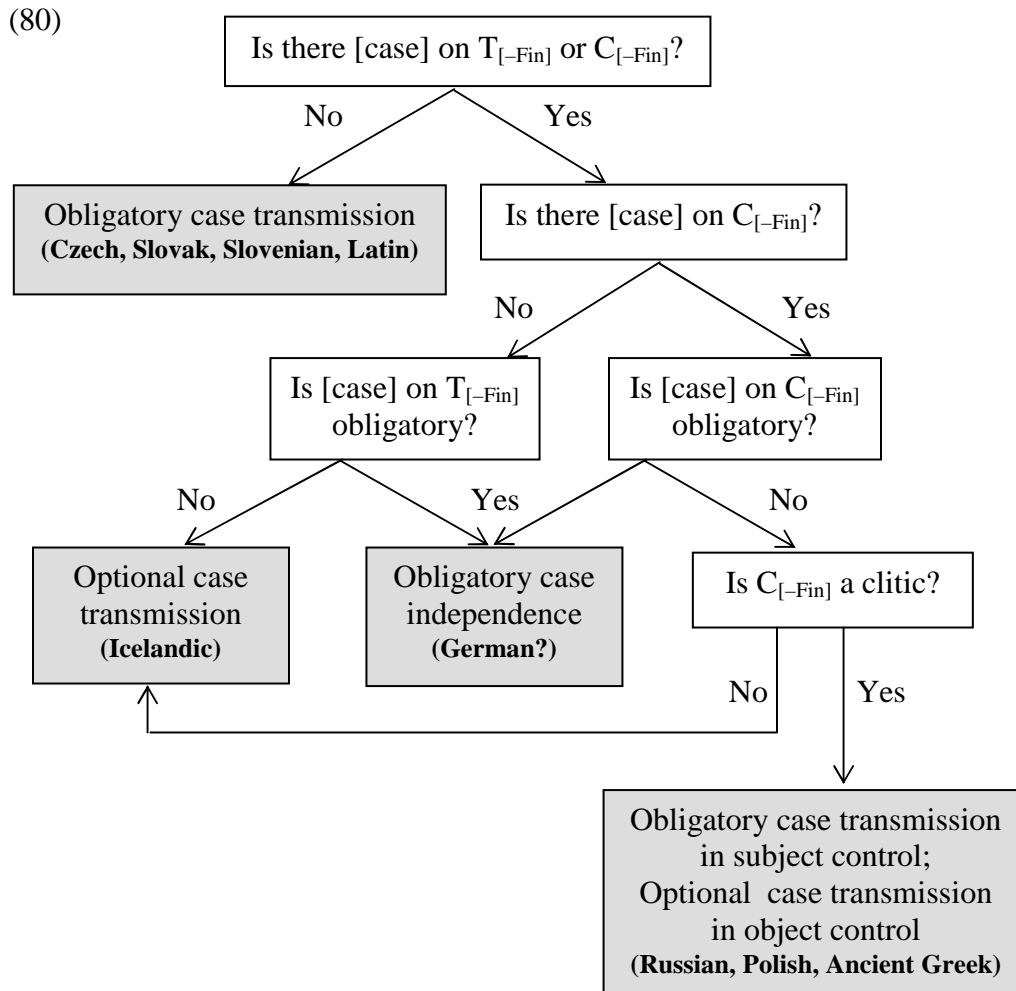 (80)
Is there [case] on T[–Fin] or C[–Fin]?
No
Yes
Obligatory case transmission
(Czech, Slovak, Slovenian, Latin)
Is there [case] on C[–Fin]?
No
Yes
Is [case] on T[–Fin]
obligatory?
Is [case] on C[–Fin]
obligatory?
No
Yes
No
Optional case
transmission
(Icelandic)
Obligatory case
independence
(German?)
Is C[–Fin] a clitic?
No
Yes
Obligatory case transmission
in subject control;
Optional case transmission
in object control
(Russian, Polish, Ancient Greek)